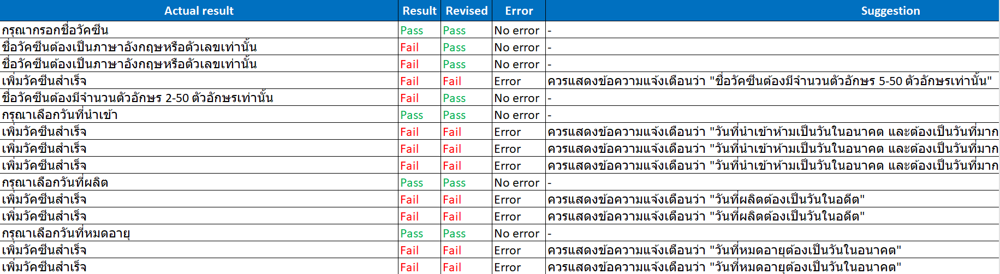 Actual result Result Revised Error Suggestion
กรุณากรอกชื่อวัคซีน Pass Pass No error -
ชื่อวัคซีนต้องเป็นภาษาอังกฤษหรือตัวเลขเท่านั้น Fail Pass No error -
ชื่อวัคซีนต้องเป็นภาษาอังกฤษหรือตัวเลขเท่านั้น Fail Pass No error -
เพิ่มวัคซีนสำเร็จ Fail Fail Error ควรแสดงข้อความแจ้งเตือนว่า "ชื่อวัคซีนต้องมีจำนวนตัวอักษร 5-50 ตัวอักษรเท่านั้น"
ชื่อวัคซีนต้องมีจำนวนตัวอักษร 2-50 ตัวอักษรเท่านั้น Fail Pass No error -
กรุณาเลือกวันที่นำเข้า Pass Pass No error -
เพิ่มวัคซีนสำเร็จ Fail Fail Error ควรแสดงข้อความแจ้งเตือนว่า "วันที่นำเข้าห้ามเป็นวันในอนาคต และต้องเป็นวันที่มาก
เพิ่มวัคซีนสำเร็จ Fail Fail Error ควรแสดงข้อความแจ้งเตือนว่า "วันที่นำเข้าห้ามเป็นวันในอนาคต และต้องเป็นวันที่มาก
เพิ่มวัคซีนสำเร็จ Fail Fail Error ควรแสดงข้อความแจ้งเตือนว่า "วันที่นำเข้าห้ามเป็นวันในอนาคต และต้องเป็นวันที่มาก
กรุณาเลือกวันที่ผลิต Pass Pass No error -
เพิ่มวัคซีนสำเร็จ Fail Fail Error ควรแสดงข้อความแจ้งเตือนว่า "วันที่ผลิตต้องเป็นวันในอดีต"
เพิ่มวัคซีนสำเร็จ Fail Fail Error ควรแสดงข้อความแจ้งเตือนว่า "วันที่ผลิตต้องเป็นวันในอดีต"
กรุณาเลือกวันที่หมดอายุ Pass Pass No error -
เพิ่มวัคซีนสำเร็จ Fail Fail Error ควรแสดงข้อความแจ้งเตือนว่า "วันที่หมดอายุต้องเป็นวันในอนาคต"
เพิ่มวัคซีนสำเร็จ Fail Fail Error ควรแสดงข้อความแจ้งเตือนว่า "วันที่หมดอายุต้องเป็นวันในอนาคต"